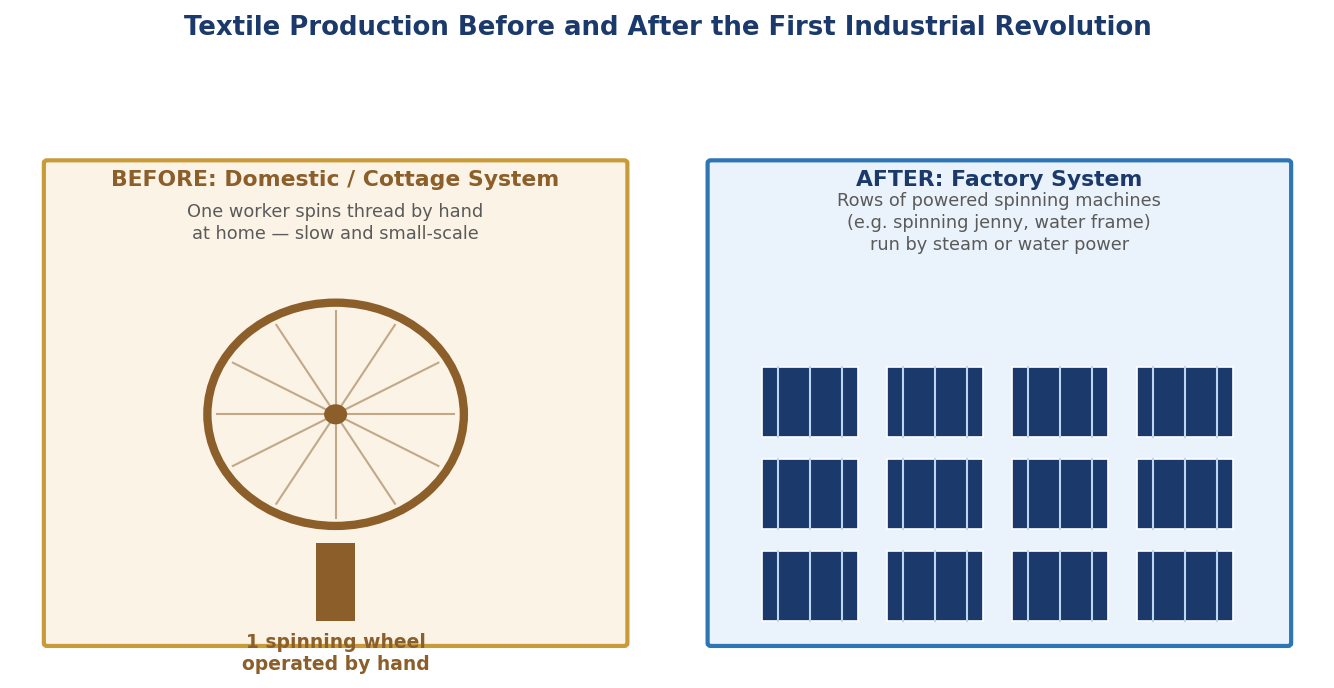 Textile Production Before and After the First Industrial Revolution
BEFORE: Domestic / Cottage System
One worker spins thread by hand
at home — slow and small-scale
1 spinning wheel
operated by hand
AFTER: Factory System
Rows of powered spinning machines
(e.g. spinning jenny, water frame)
run by steam or water power